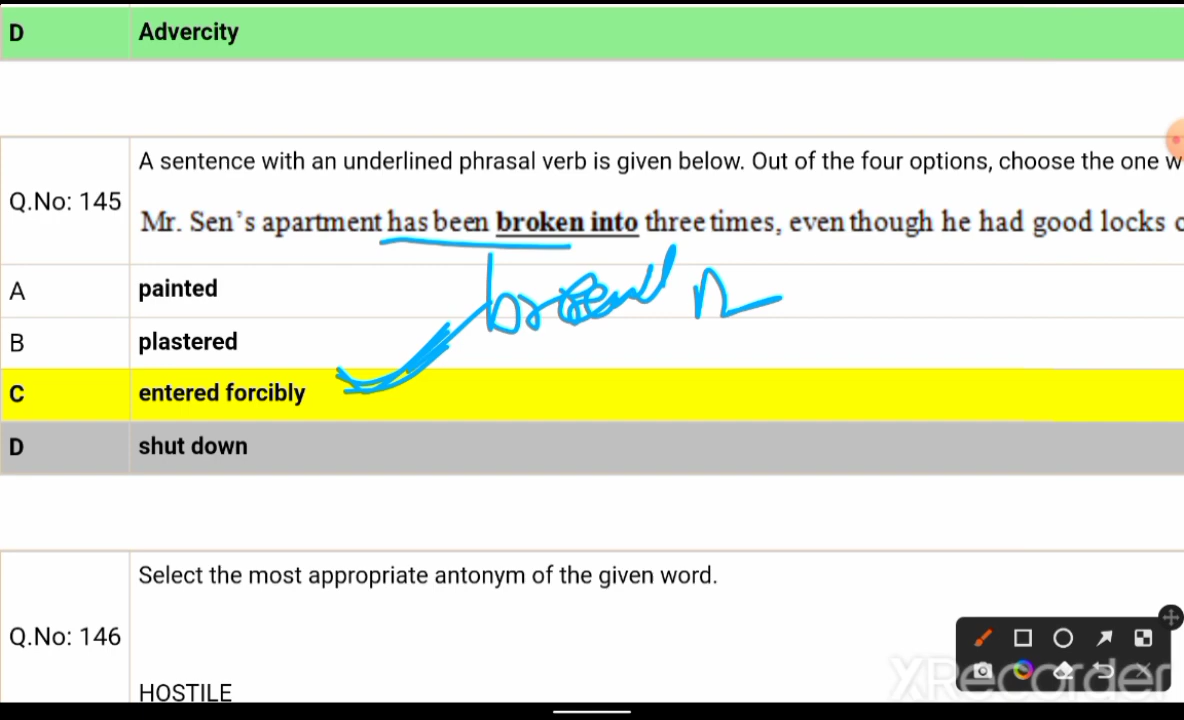 D Advercity
A sentence with an underlined phrasal verb is given below. Out of the four options, choose the one w
Q.No: 145
Mr. Sen's apartment has been broken into three times, even though he had good locks
A painted
B plastered
C entered forcibly
D shut down
Select the most appropriate antonym of the given word.
Q.No: 146
HOSTILE
XRecorder